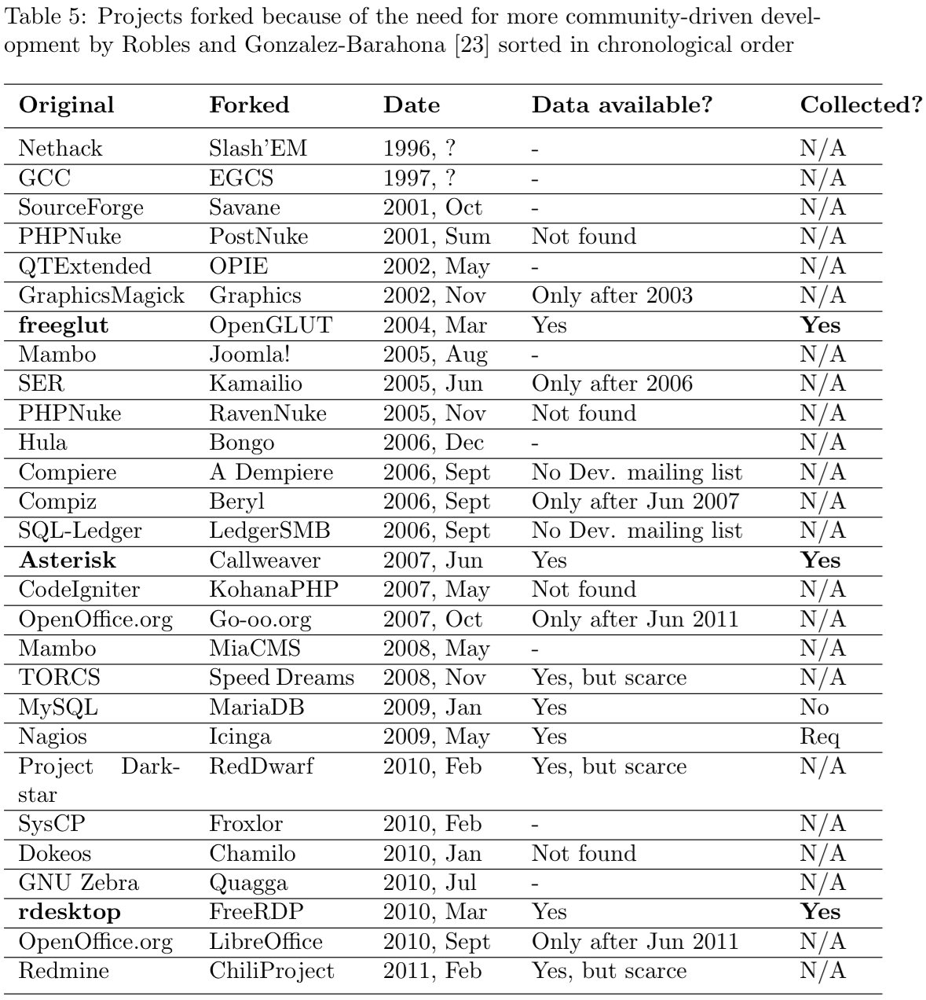 Table 5: Projects forked because of the need for more community-driven devel-
opment by Robles and Gonzalez-Barahona [23] sorted in chronological order
Original Forked Date Data available? Collected?
Nethack Slash’EM 1996, ? - N/A
GCC EGCS 1997, ? - N/A
SourceForge Savane 2001, Oct - N/A
PHPNuke PostNuke 2001, Sum Not found N/A
QTExtended OPIE 2002, May - N/A
GraphicsMagick Graphics 2002, Nov Only after 2003 N/A
freeglut OpenGLUT 2004, Mar Yes Yes
Mambo Joomla! 2005, Aug - N/A
SER Kamailio 2005, Jun Only after 2006 N/A
PHPNuke RavenNuke 2005, Nov Not found N/A
Hula Bongo 2006, Dec - N/A
Compiere A Dempiere 2006, Sept No Dev. mailing list N/A
Compiz Beryl 2006, Sept Only after Jun 2007 N/A
SQL-Ledger LedgerSMB 2006, Sept No Dev. mailing list N/A
Asterisk Callweaver 2007, Jun Yes Yes
CodeIgniter KohanaPHP 2007, May Not found N/A
OpenOffice.org Go-oo.org 2007, Oct Only after Jun 2011 N/A
Mambo MiaCMS 2008, May - N/A
TORCS Speed Dreams 2008, Nov Yes, but scarce N/A
MySQL MariaDB 2009, Jan Yes No
Nagios Icinga 2009, May Yes Req
Project Dark- RedDwarf 2010, Feb Yes, but scarce N/A
star
SysCP Froxlor 2010, Feb - N/A
Dokeos Chamilo 2010, Jan Not found N/A
GNU Zebra Quagga 2010, Jul - N/A
rdesktop FreeRDP 2010, Mar Yes Yes
OpenOffice.org LibreOffice 2010, Sept Only after Jun 2011 N/A
Redmine ChiliProject 2011, Feb Yes, but scarce N/A